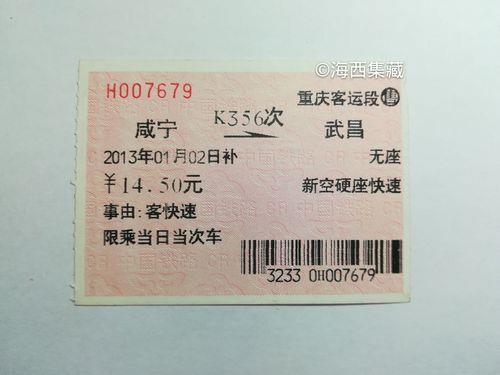 ©海西集藏
H007679
重庆客运段 售
咸宁 K356次 武昌
2013年01月02日补 无座
￥14.50元 新空硬座快速
事由: 客快速
限乘当日当次车
3233 0H007679